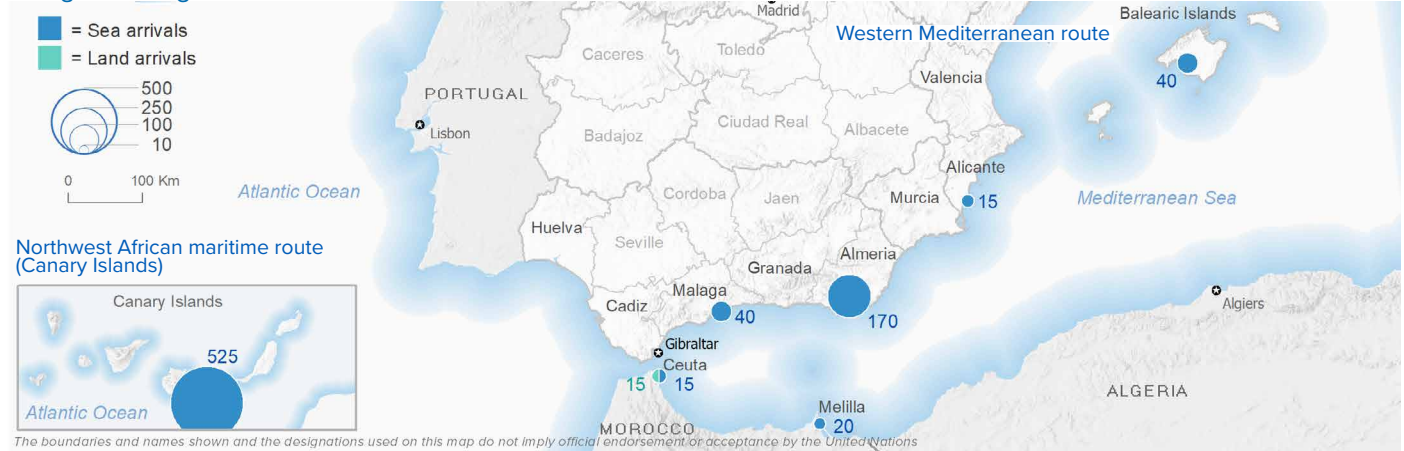 = Sea arrivals
= Land arrivals
500
250
100
10
0 100 Km
Madrid
Western Mediterranean route
Balearic Islands
40
Caceres
Toledo
Valencia
PORTUGAL
Lisbon
Badajoz
Ciudad Real
Albacete
Atlantic Ocean
Alicante
15
Cordoba
Jaen
Murcia
Mediterranean Sea
Huelva
Seville
Granada
Almeria
170
Malaga
40
Cadiz
Gibraltar
Ceuta
15 15
Melilla
20
MOROCCO
Algiers
ALGERIA
Northwest African maritime route
(Canary Islands)
Canary Islands
525
Atlantic Ocean
The boundaries and names shown and the designations used on this map do not imply official endorsement or acceptance by the United Nations